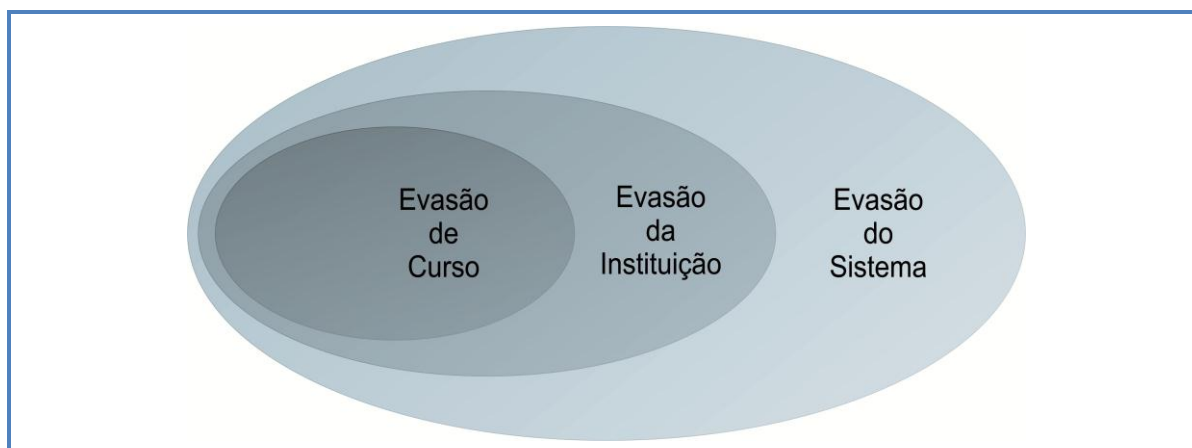 Evasão
de
Curso
Evasão
da
Instituição
Evasão
do
Sistema